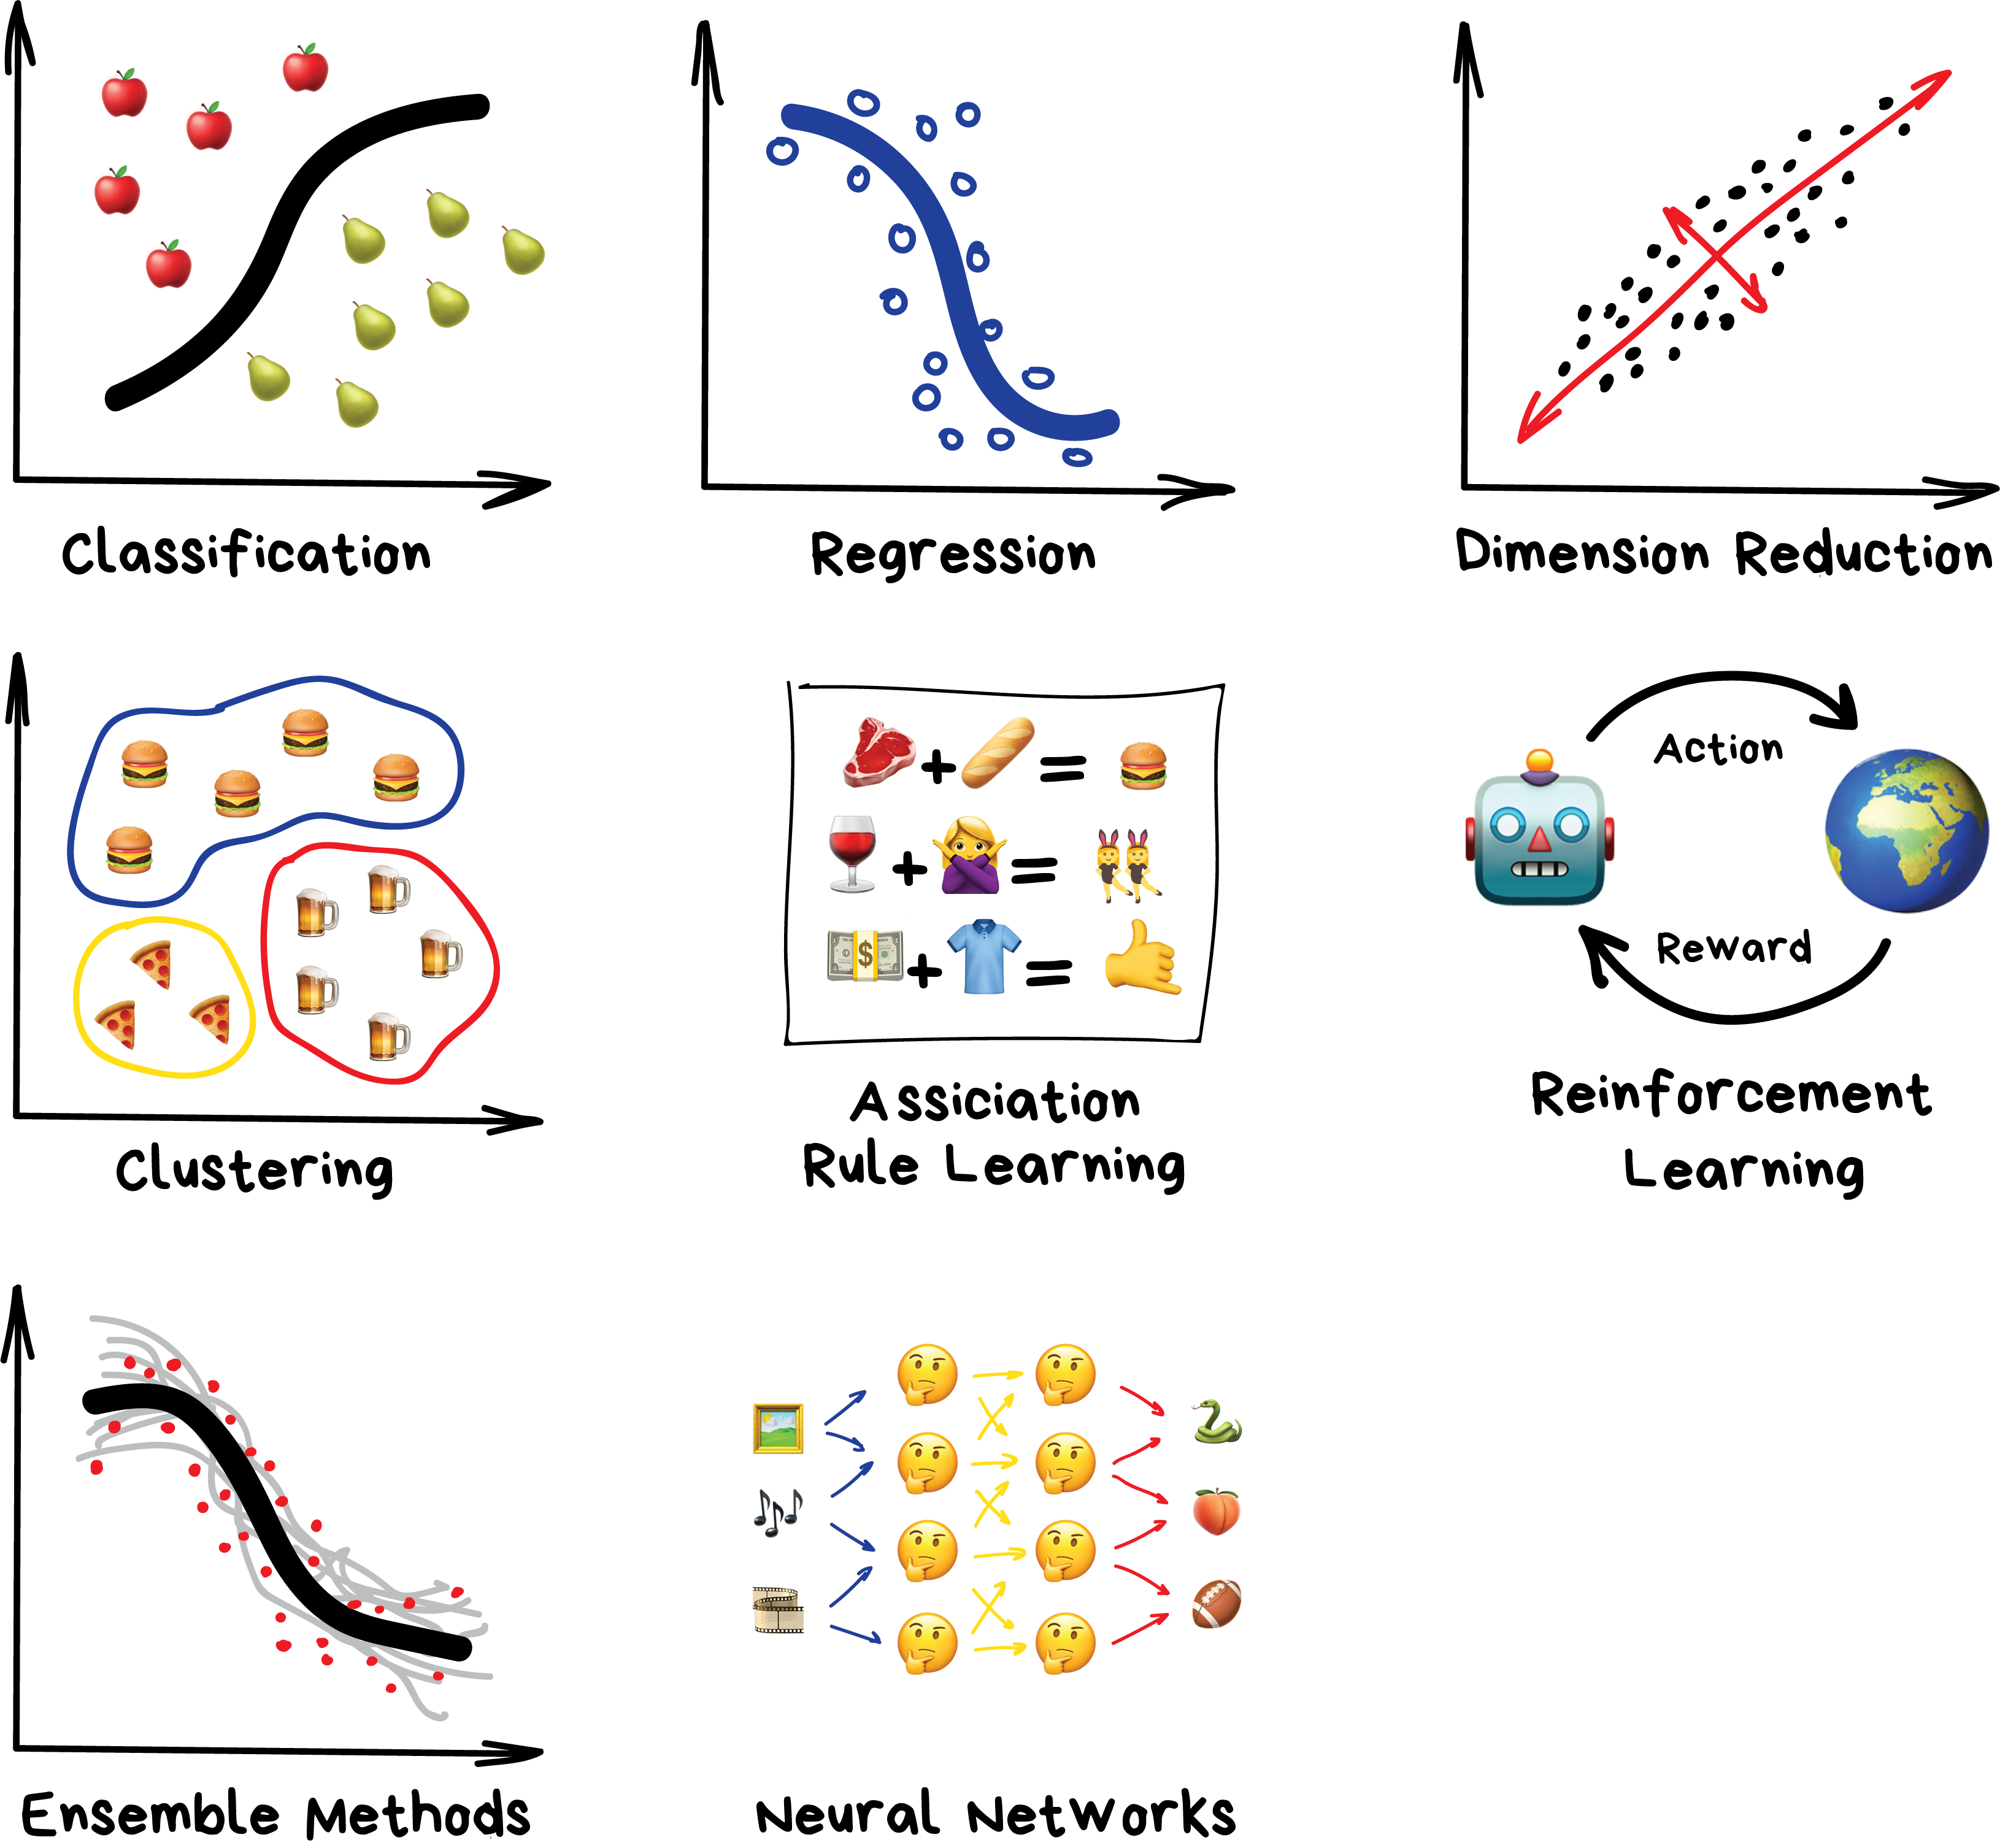 Classification
Regression
Dimension Reduction
Action
Reward
Clustering
Assiciation
Rule Learning
Reinforcement
Learning
Ensemble Methods
Neural Networks